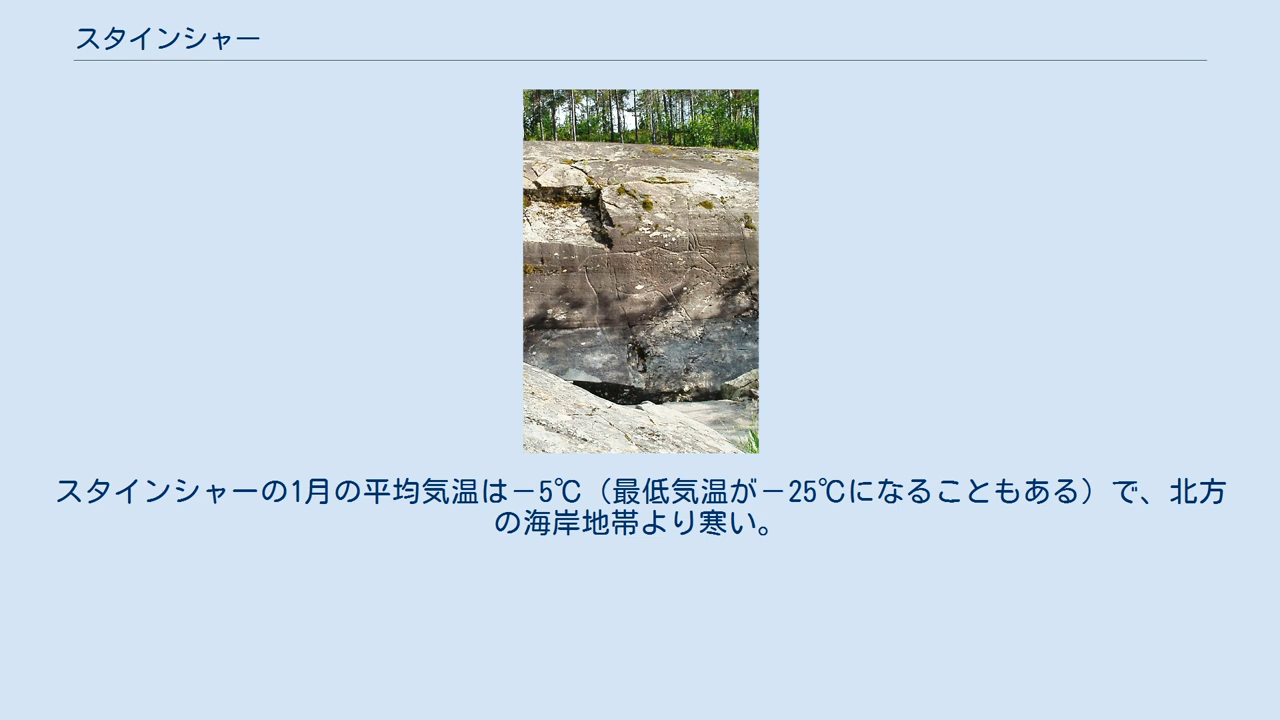 スタインシャー
スタインシャーの1月の平均気温は－5℃（最低気温が－25℃になることもある）で、北方
の海岸地帯より寒い。